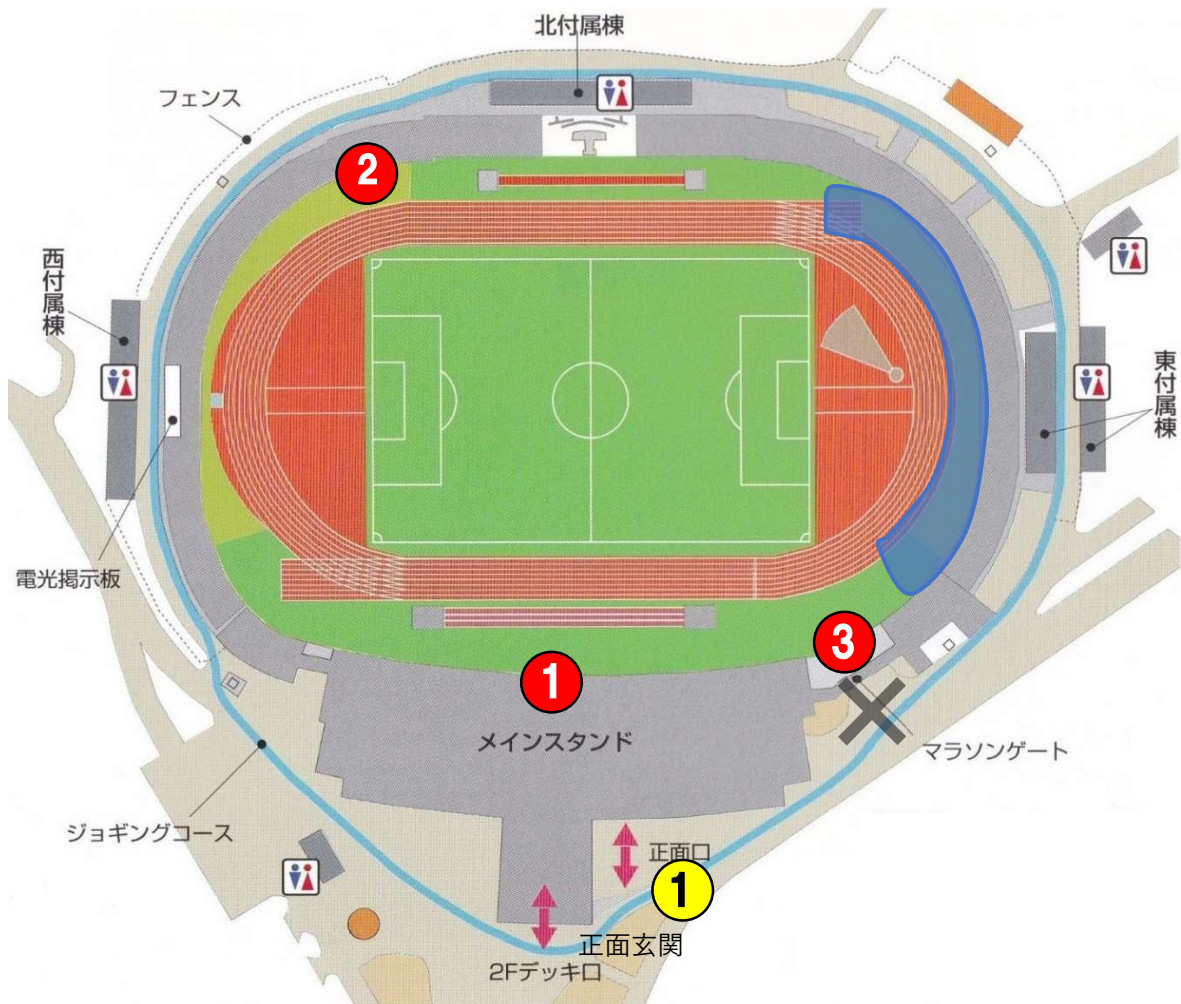 北付属棟
フェンス
2
西付属棟
東付属棟
電光掲示板
3
1
メインスタンド
マラソンゲート
ジョギングコース
正面口
1
正面玄関
2Fデッキ口